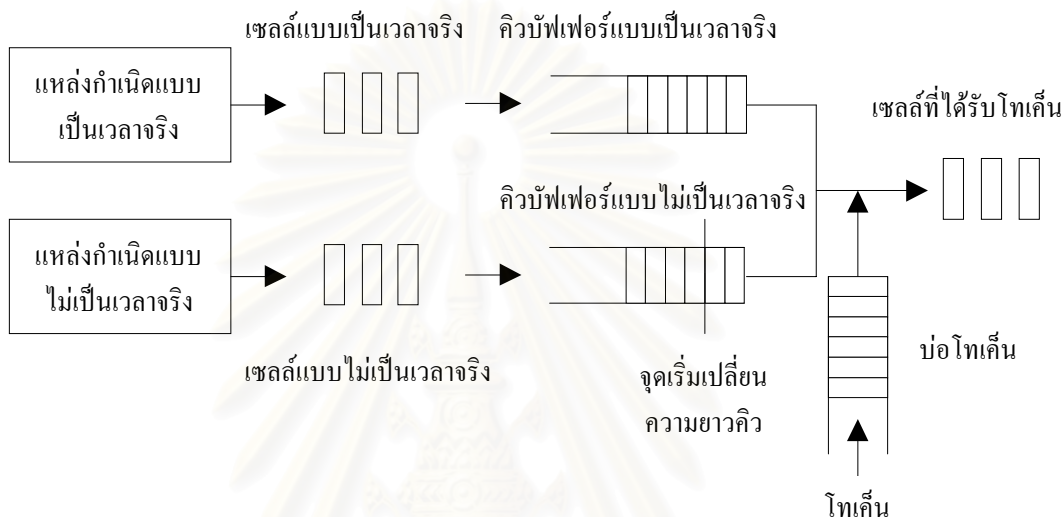 เซลล์แบบเป็นเวลาจริง
คิวบัฟเฟอร์แบบเป็นเวลาจริง
แหล่งกำเนิดแบบ
เป็นเวลาจริง
เซลล์ที่ได้รับโทเค็น
คิวบัฟเฟอร์แบบไม่เป็นเวลาจริง
แหล่งกำเนิดแบบ
ไม่เป็นเวลาจริง
เซลล์แบบไม่เป็นเวลาจริง
จุดเริ่มเปลี่ยน
ความยาวคิว
บ่อโทเค็น
โทเค็น